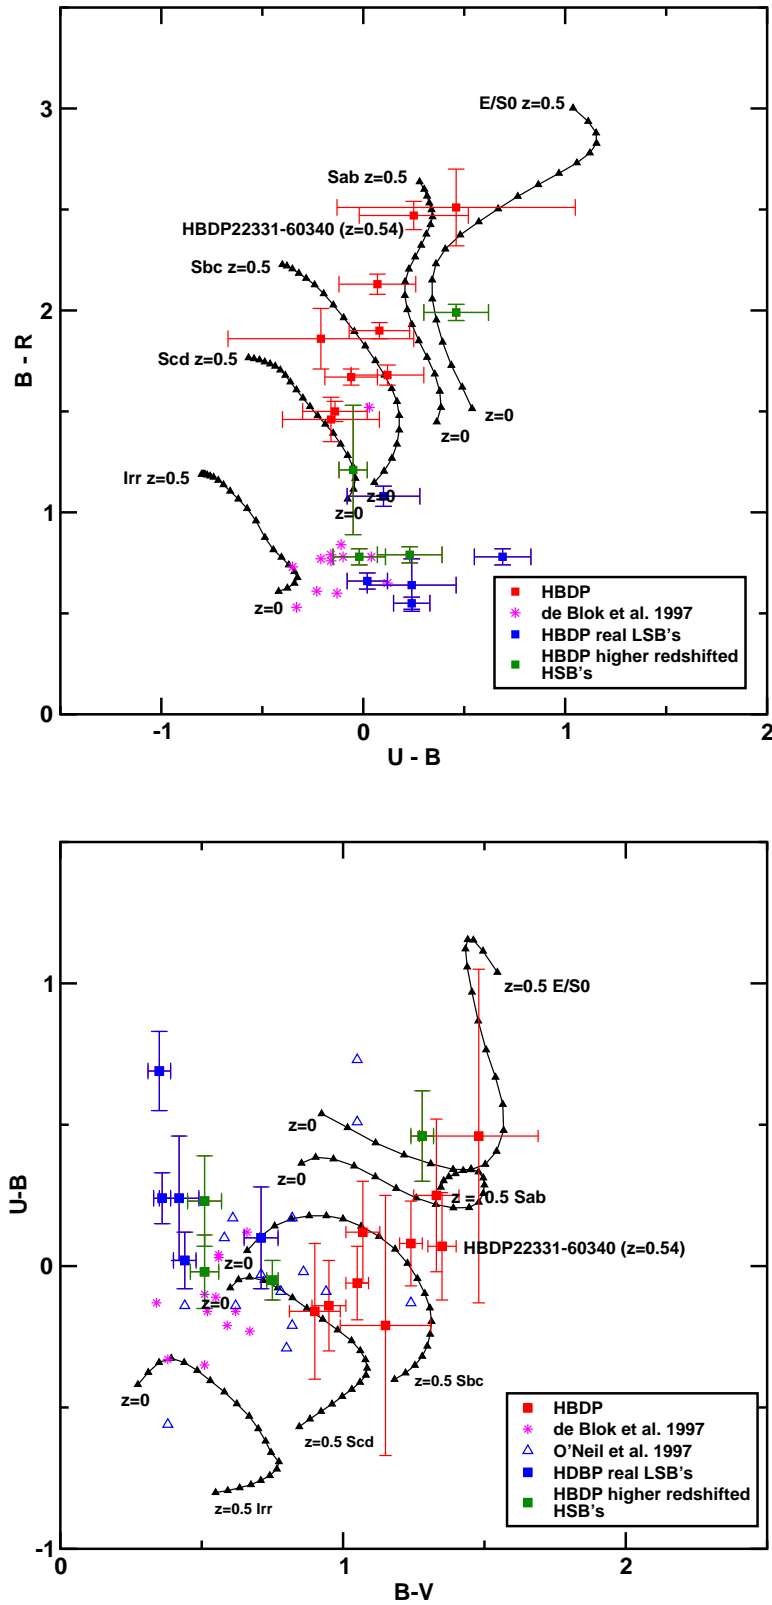 3
E/S0 z=0.5
Sab z=0.5
HBDP22331-60340 (z=0.54)
Sbc z=0.5
2
B - R
Scd z=0.5
z=0
z=0
Irr z=0.5
z=0
z=0
1
z=0
HBDP
de Blok et al. 1997
HBDP real LSB's
HBDP higher redshifted
HSB's
0
-1
0
1
2
U - B
1
z=0.5 E/S0
z=0
z=0
z = 0.5 Sab
U-B
0
z=0
HBDP22331-60340 (z=0.54)
z=0
z=0
z=0.5 Sbc
z=0.5 Scd
z=0.5 Irr
HBDP
de Blok et al. 1997
O'Neil et al. 1997
HDBP real LSB's
HBDP higher redshifted
HSB's
-1
0
1
2
B-V